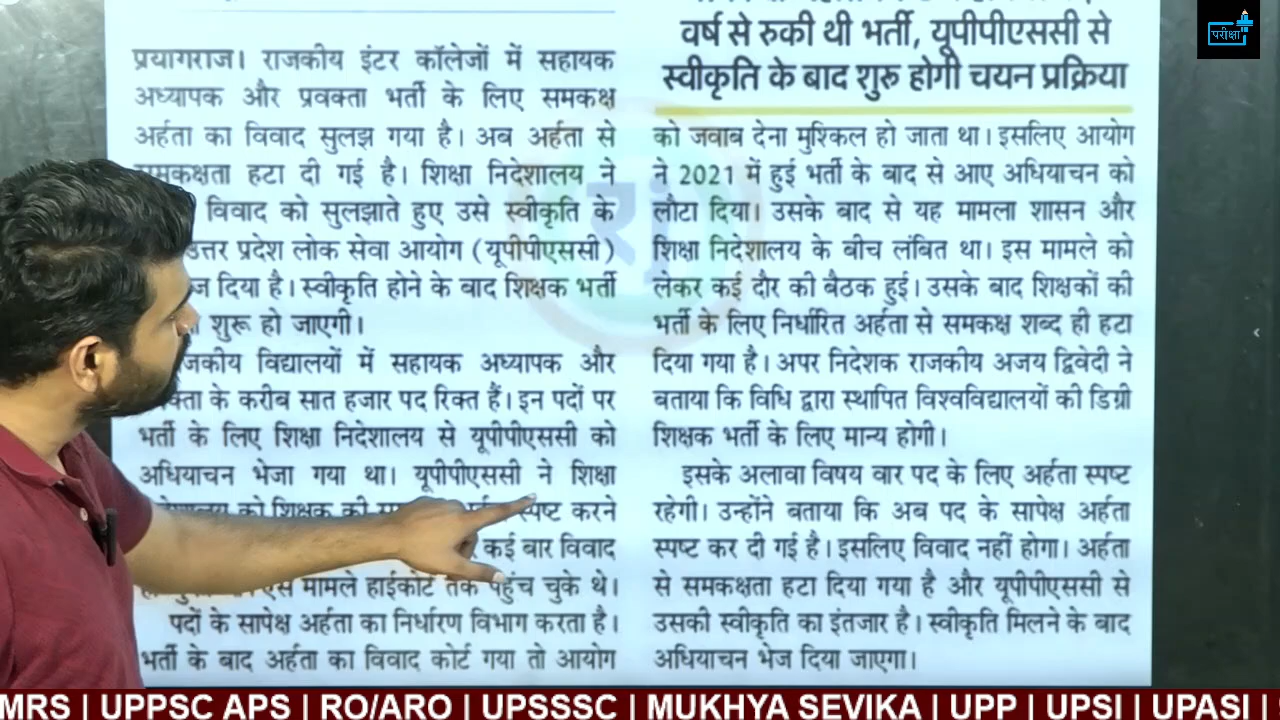 वर्ष से रुकी थी भर्ती, यूपीपीएससी से
स्वीकृति के बाद शुरू होगी चयन प्रक्रिया
प्रयागराज। राजकीय इंटर कॉलेजों में सहायक
अध्यापक और प्रवक्ता भर्ती के लिए समकक्ष
अर्हता का विवाद सुलझ गया है। अब अर्हता से
समकक्षता हटा दी गई है। शिक्षा निदेशालय ने
विवाद को सुलझाते हुए उसे स्वीकृति के
उत्तर प्रदेश लोक सेवा आयोग (यूपीपीएससी)
दिया है। स्वीकृति होने के बाद शिक्षक भर्ती
शुरू हो जाएगी।
विद्यालयों में सहायक अध्यापक और
के करीब सात हजार पद रिक्त हैं। इन पदों पर
भर्ती के लिए शिक्षा निदेशालय से यूपीपीएससी को
अधियाचन भेजा गया था। यूपीपीएससी ने शिक्षा
को शिक्षक की स्पष्ट करने
कई बार विवाद
मामले हाईकोर्ट तक पहुंच चुके थे।
पदों के सापेक्ष अर्हता का निर्धारण विभाग करता है।
भर्ती के बाद अर्हता का विवाद कोर्ट गया तो आयोग
को जवाब देना मुश्किल हो जाता था। इसलिए आयोग
ने 2021 में हुई भर्ती के बाद से आए अधियाचन को
लौटा दिया। उसके बाद से यह मामला शासन और
शिक्षा निदेशालय के बीच लंबित था। इस मामले को
लेकर कई दौर की बैठक हुई। उसके बाद शिक्षकों की
भर्ती के लिए निर्धारित अर्हता से समकक्ष शब्द ही हटा
दिया गया है। अपर निदेशक राजकीय अजय द्विवेदी ने
बताया कि विधि द्वारा स्थापित विश्वविद्यालयों की डिग्री
शिक्षक भर्ती के लिए मान्य होगी।
इसके अलावा विषय वार पद के लिए अर्हता स्पष्ट
रहेगी। उन्होंने बताया कि अब पद के सापेक्ष अर्हता
स्पष्ट कर दी गई है। इसलिए विवाद नहीं होगा। अर्हता
से समकक्षता हटा दिया गया है और यूपीपीएससी से
उसकी स्वीकृति का इंतजार है। स्वीकृति मिलने के बाद
अधियाचन भेज दिया जाएगा।
परीक्षा
MRS | UPPSC APS | RO/ARO | UPSSSC | MUKHYA SEVIKA | UPP | UPSI | UPASI |